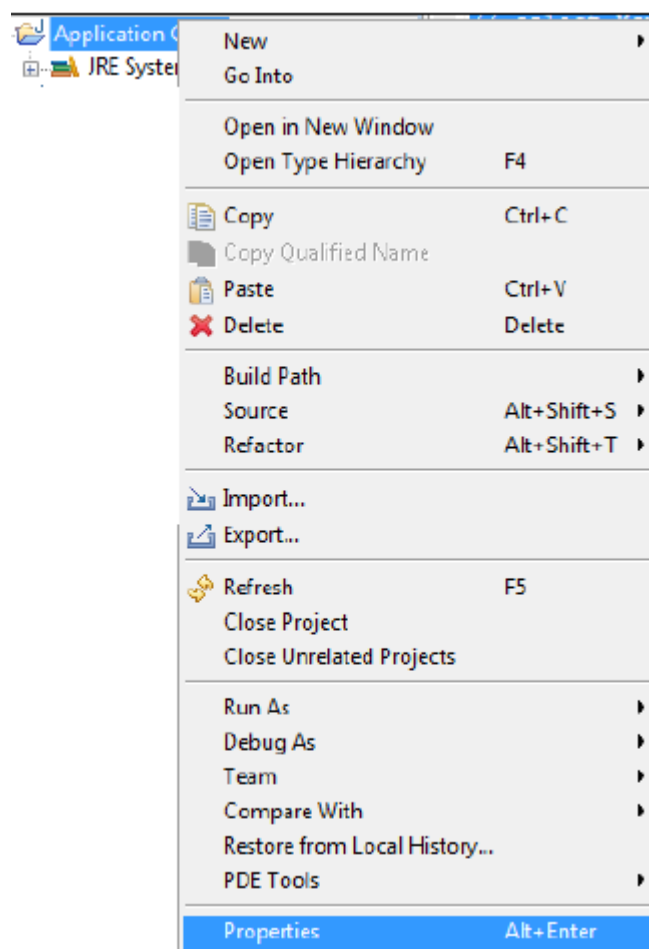 Application
New
JRE
Go Into
Open in New Window
Open Type Hierarchy F4
Copy Ctrl+C
Copy Qualified Name
Paste Ctrl+V
Delete Delete
Build Path
Source Alt+Shift+S
Refactor Alt+Shift+T
Import...
Export...
Refresh F5
Close Project
Close Unrelated Projects
Run As
Debug As
Team
Compare With
Restore from Local History...
PDE Tools
Properties Alt+Enter